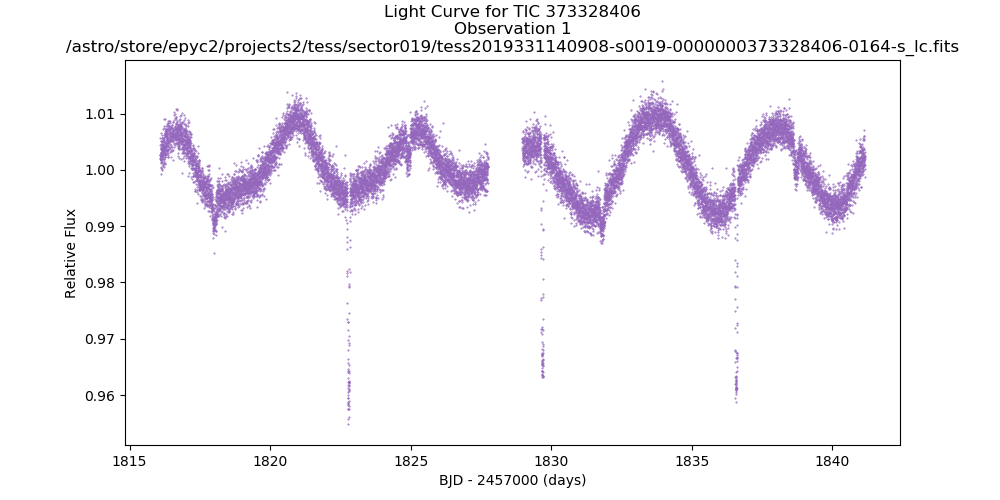 Light Curve for TIC 373328406
Observation 1
/astro/store/epyc2/projects2/tess/sector019/tess2019331140908-s0019-0000000373328406-0164-s_lc.fits
1.01
1.00
0.99
0.98
0.97
0.96
Relative Flux
1815
1820
1825
1830
1835
1840
BJD - 2457000 (days)